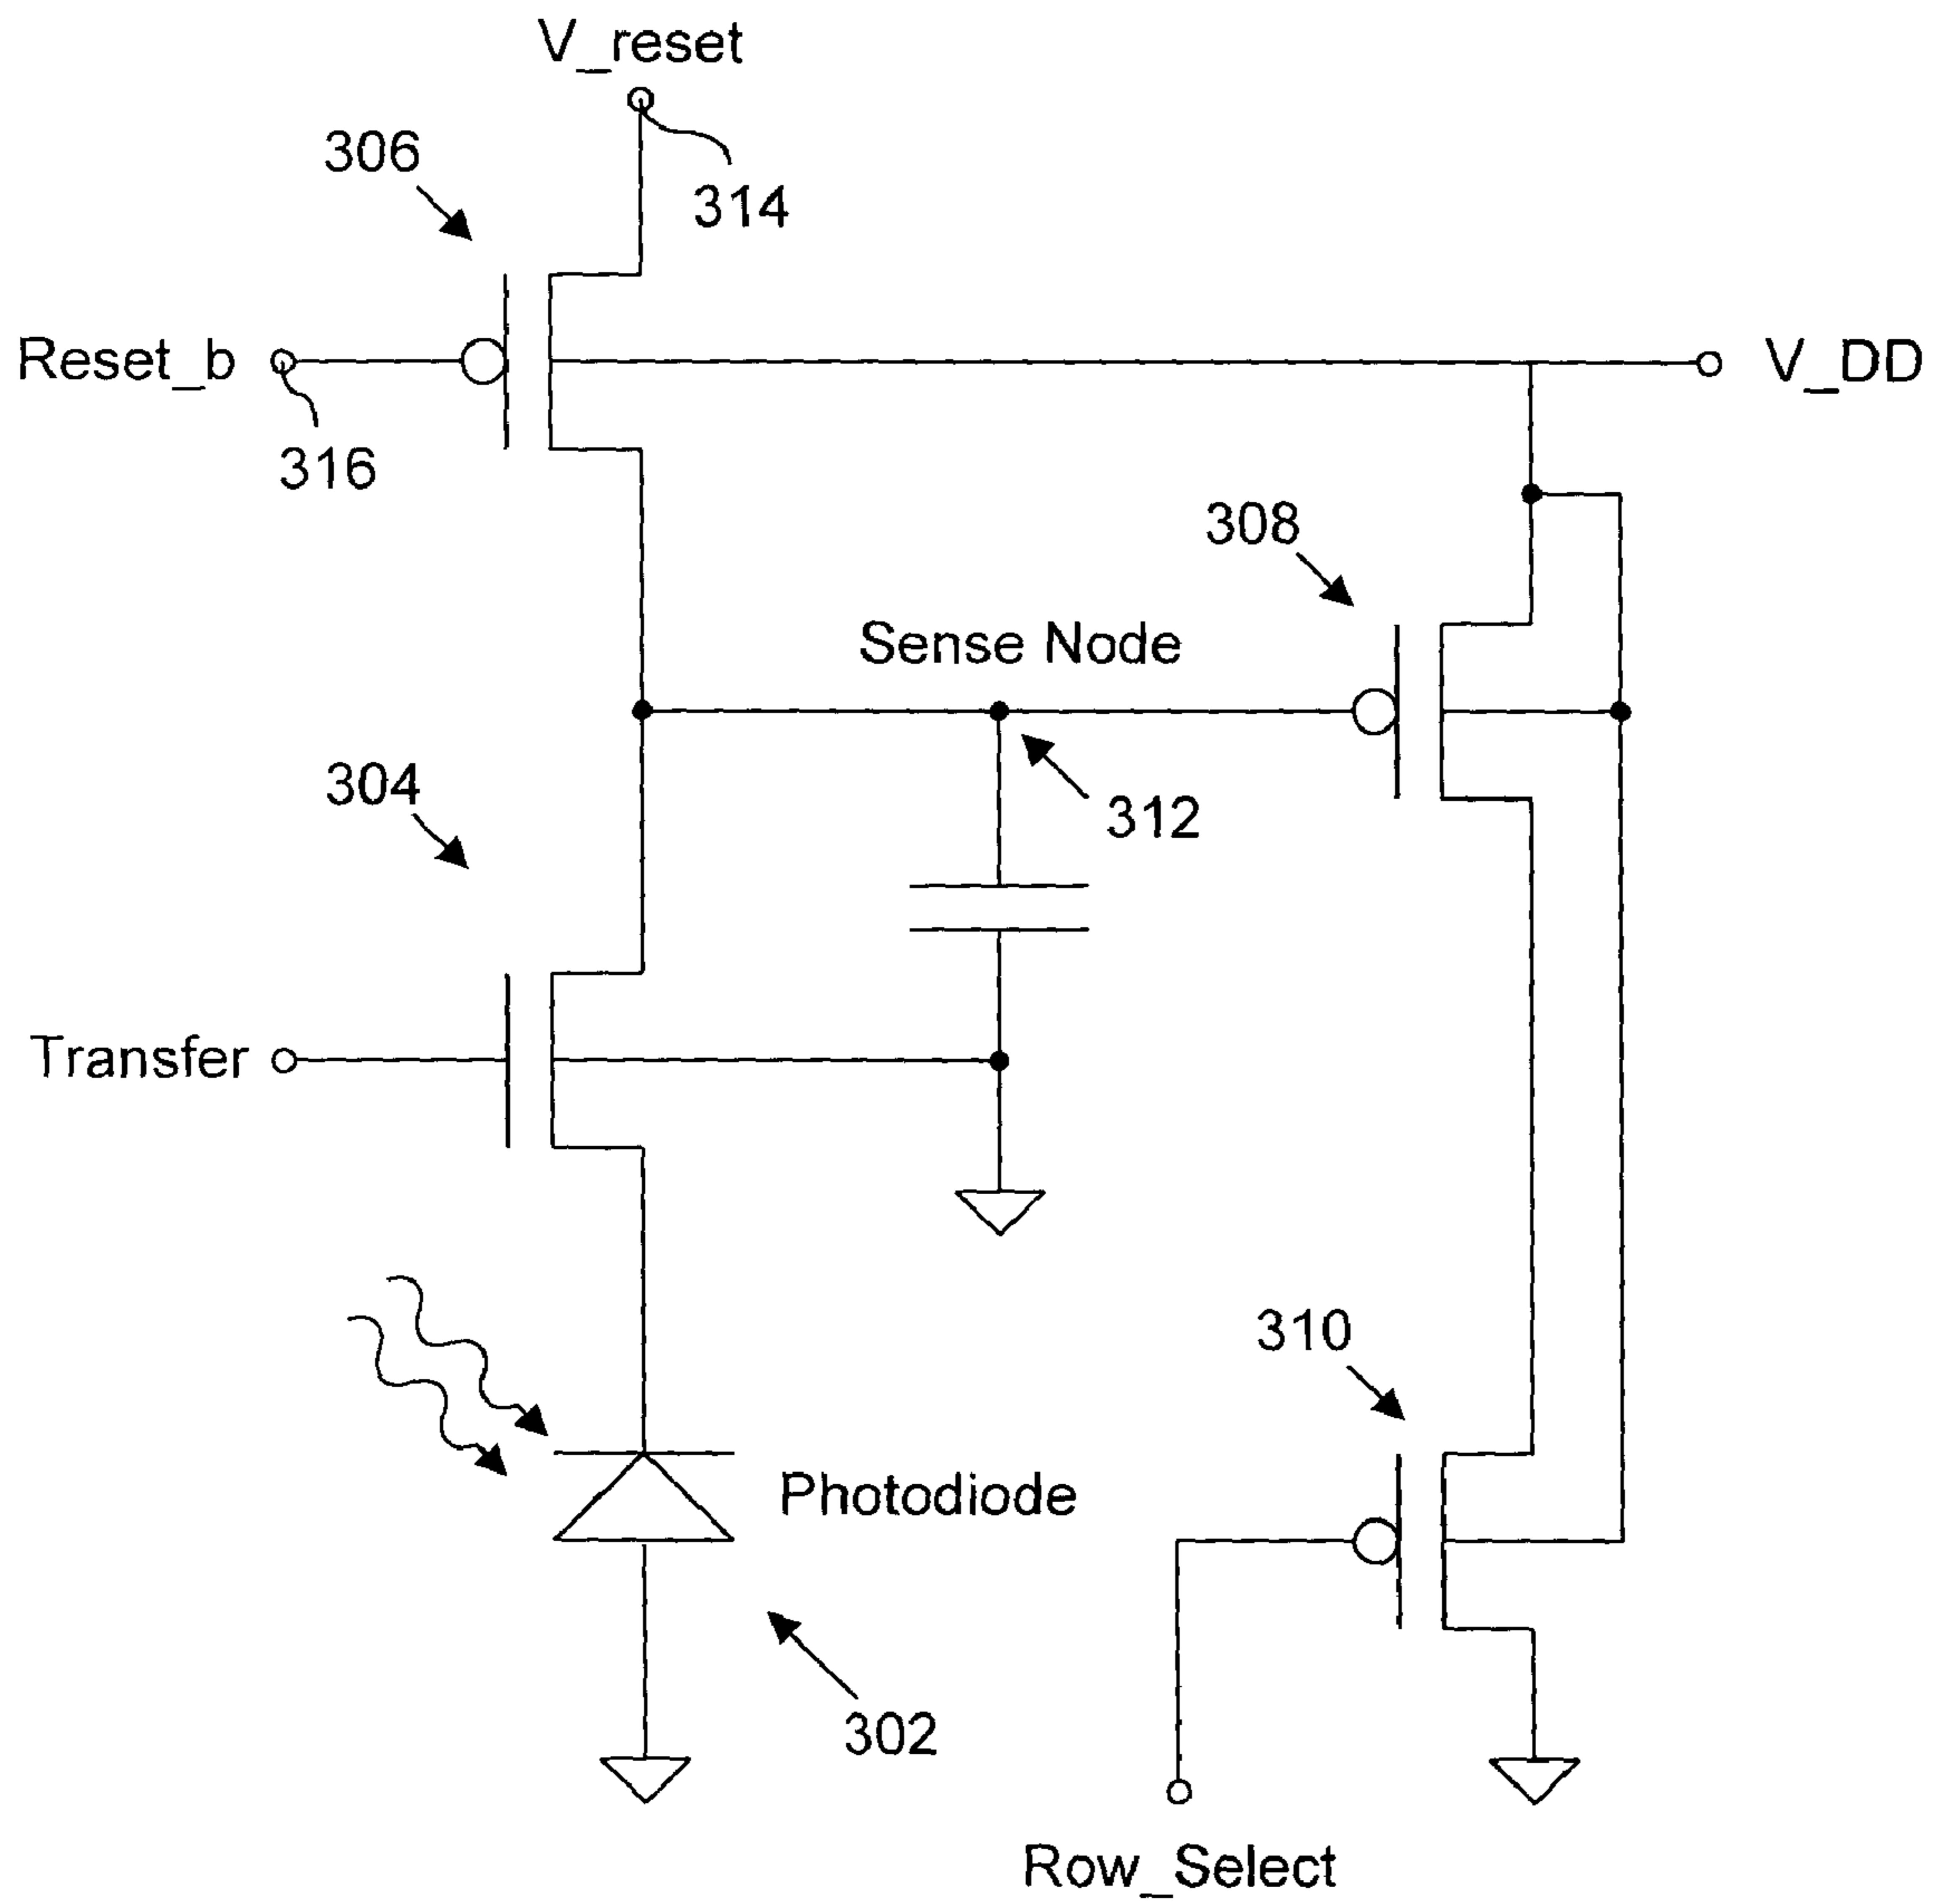 V_reset
306
314
Reset_b
V_DD
316
308
Sense Node
304
312
Transfer
310
Photodiode
302
Row_Select